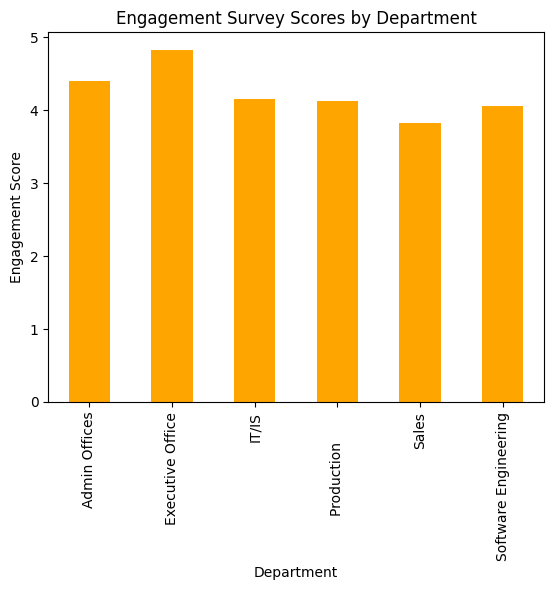 Engagement Survey Scores by Department
Engagement Score
5
4
3
2
1
0
Admin Offices
Executive Office
IT/IS
Production
Sales
Software Engineering
Department